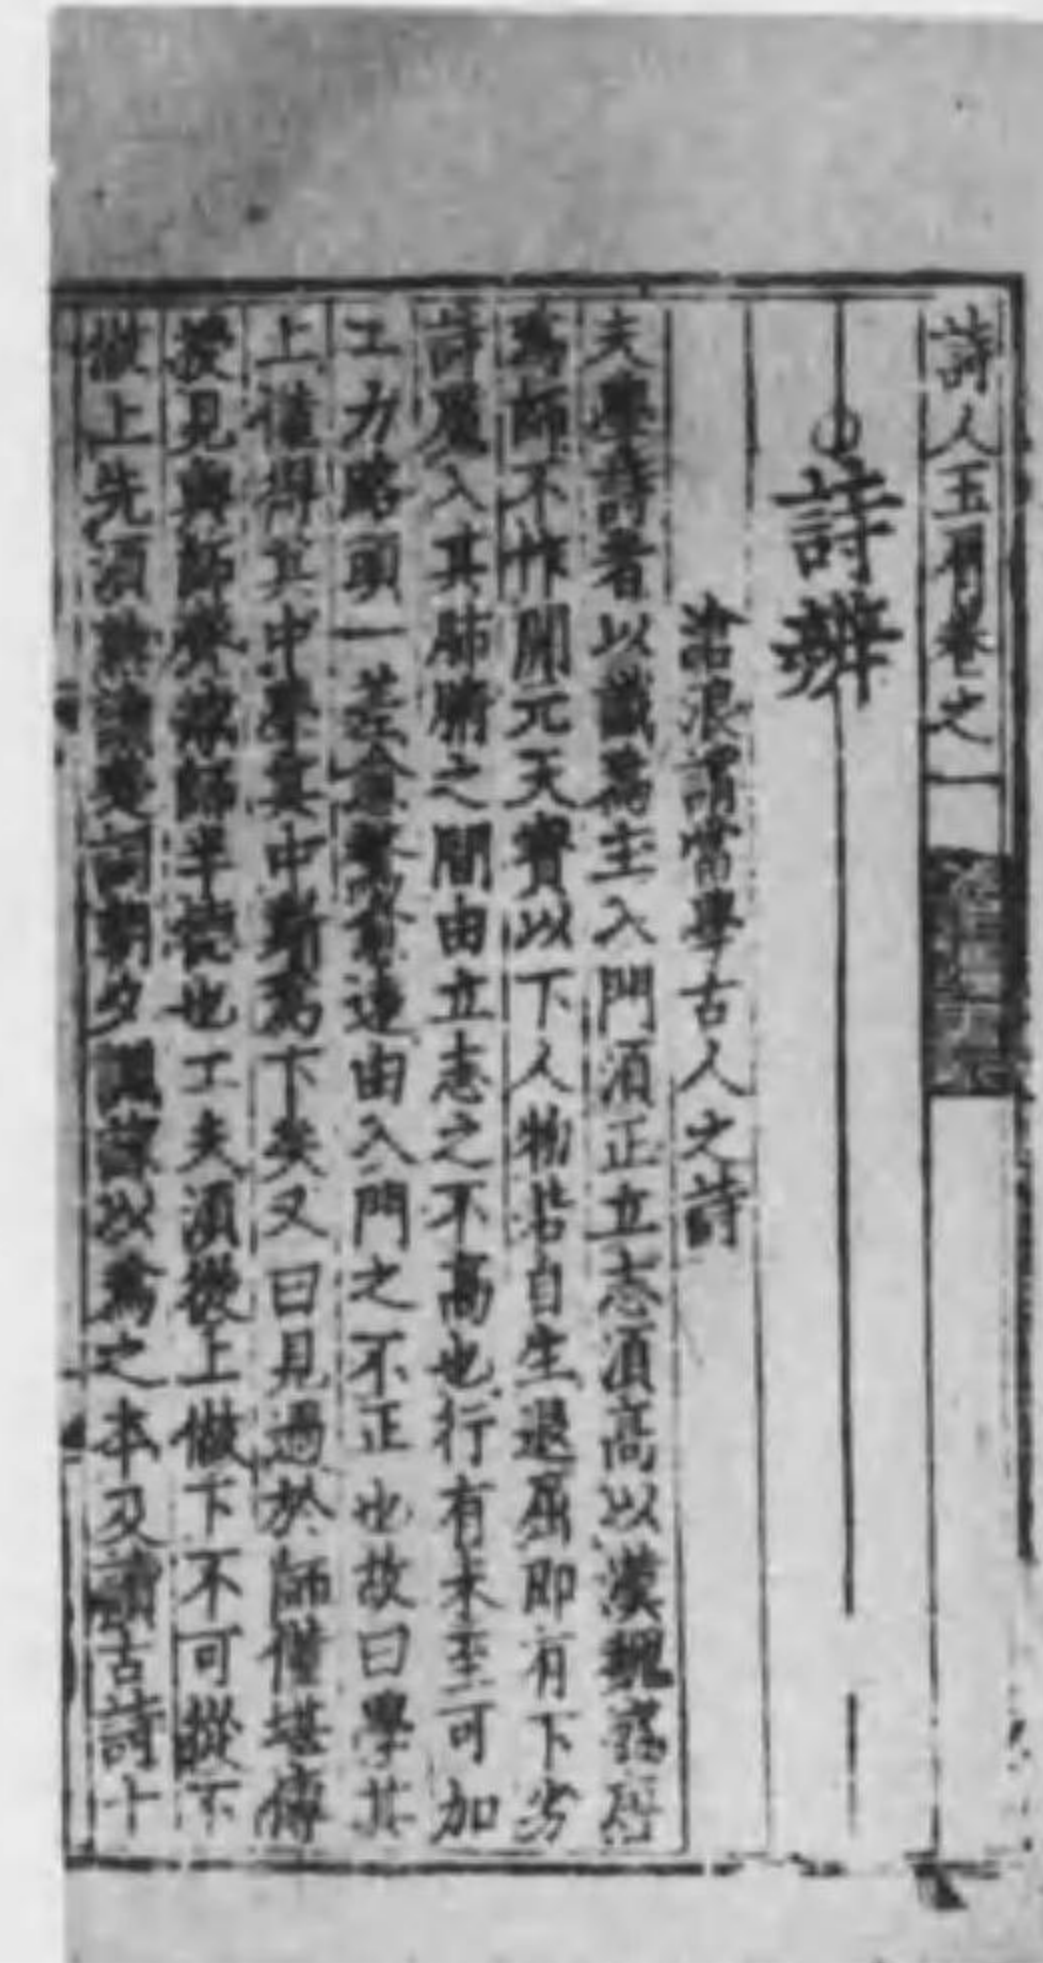 詩人玉屑卷之一
詩辨
滄浪謂當學古人之詩
夫學詩者以識為主入門須正立志須高以漢魏晉盛
為師不作開元天寶以下人物若自生退屈即有下劣
詩魔入其肺腑之間由立志之不高也行有未至可加
工力路頭一差愈騖愈遠由入門之不正也故曰學其
上僅得其中學其中斯為下矣又曰見過於師僅堪傳
授見與師齊減師半德也工夫須從上做下不可從下
做上先須熟讀楚詞朝夕諷詠以為之本及讀古詩十